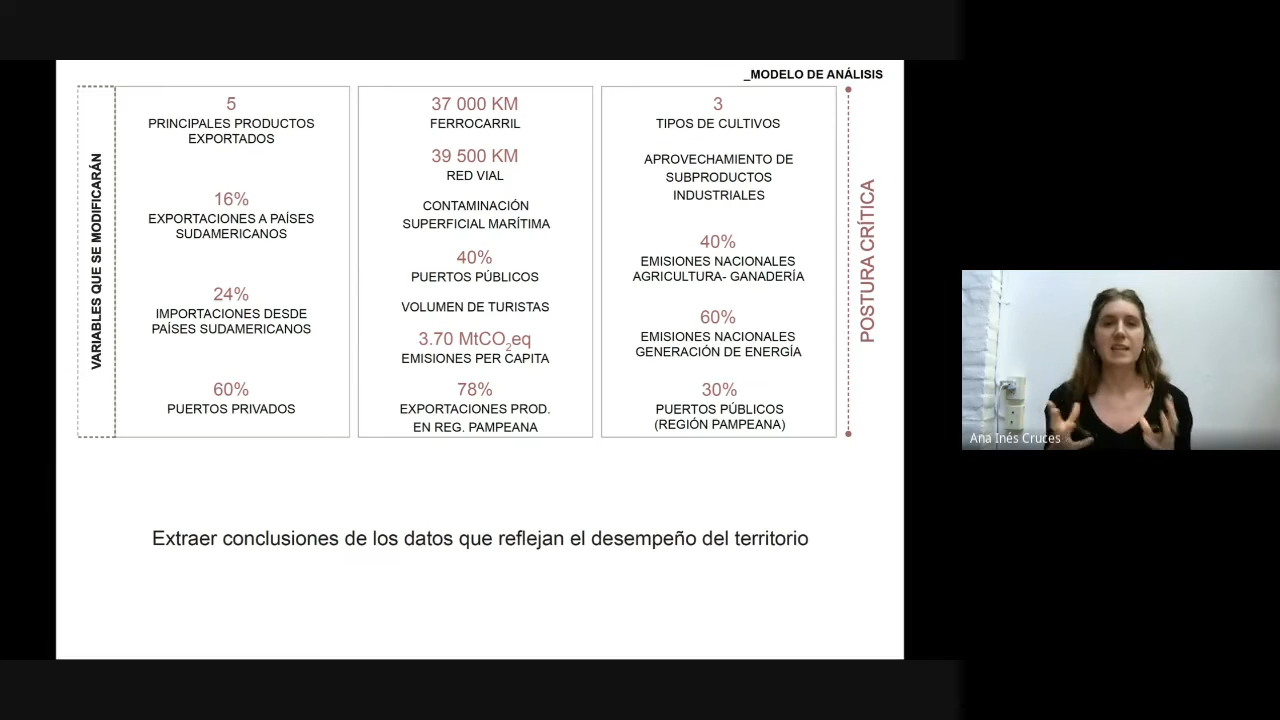 _MODELO DE ANÁLISIS
VARIABLES QUE SE MODIFICARÁN
5
PRINCIPALES PRODUCTOS
EXPORTADOS
16%
EXPORTACIONES A PAÍSES
SUDAMERICANOS
24%
IMPORTACIONES DESDE
PAÍSES SUDAMERICANOS
60%
PUERTOS PRIVADOS
37 000 KM
FERROCARRIL
39 500 KM
RED VIAL
CONTAMINACIÓN
SUPERFICIAL MARÍTIMA
40%
PUERTOS PÚBLICOS
VOLUMEN DE TURISTAS
3.70 MtCO₂eq
EMISIONES PER CAPITA
78%
EXPORTACIONES PROD.
EN REG. PAMPEANA
3
TIPOS DE CULTIVOS
APROVECHAMIENTO DE
SUBPRODUCTOS
INDUSTRIALES
40%
EMISIONES NACIONALES
AGRICULTURA- GANADERÍA
60%
EMISIONES NACIONALES
GENERACIÓN DE ENERGÍA
30%
PUERTOS PÚBLICOS
(REGIÓN PAMPEANA)
POSTURA CRÍTICA
Extraer conclusiones de los datos que reflejan el desempeño del territorio
Ana Inés Cruces